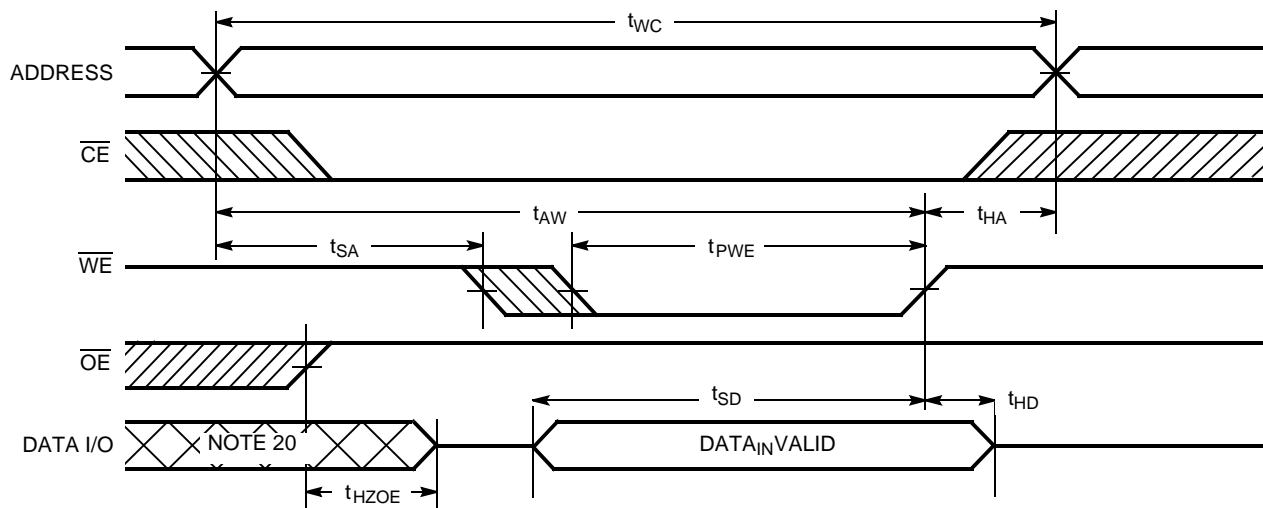 tWC
ADDRESS
CE
tAW
tHA
tSA
tPWE
WE
OE
tSD
tHD
DATA I/O
NOTE 20
DATAINVALID
tHZOE